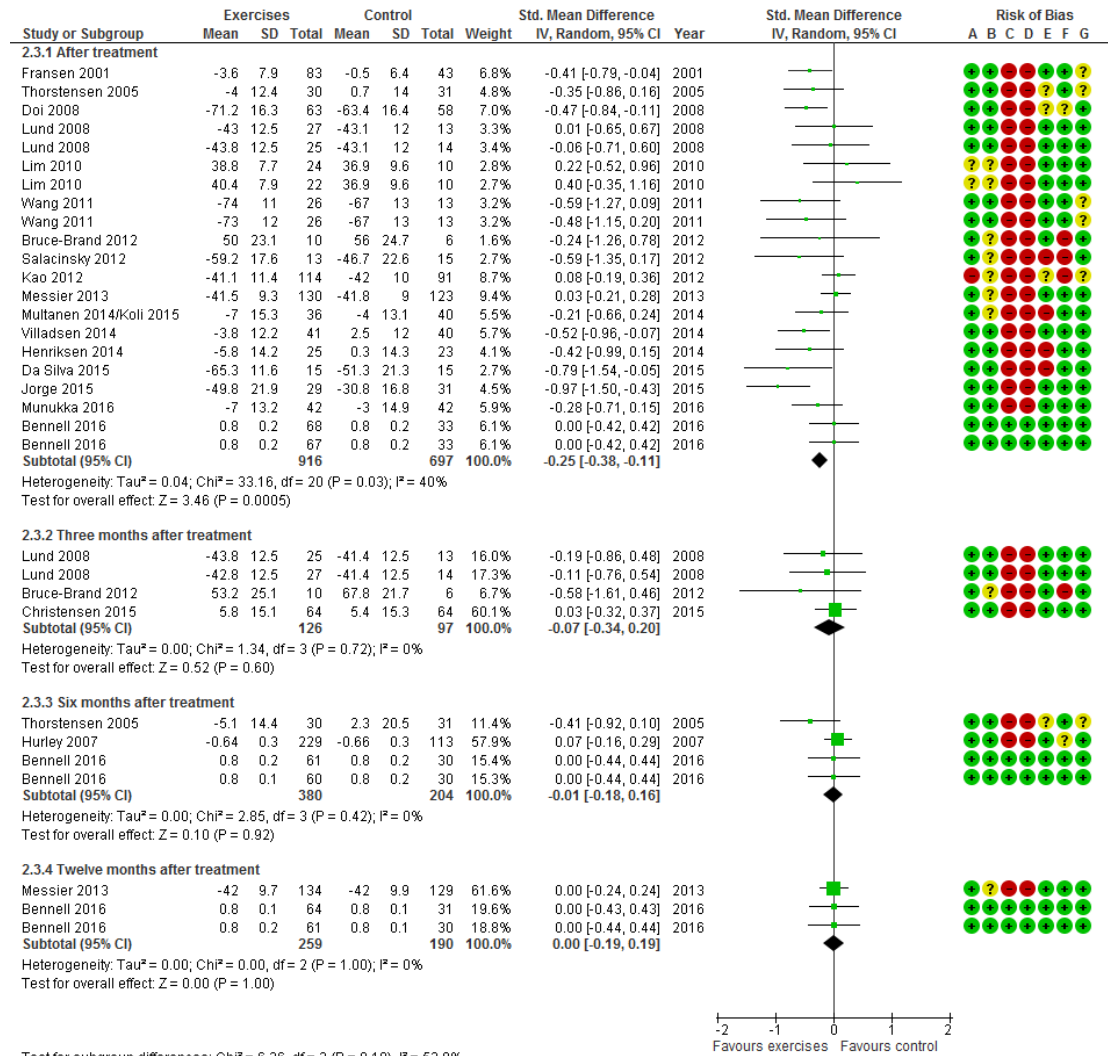 Exercises Control Std. Mean Difference Std. Mean Difference Risk of Bias
Study or Subgroup Mean SD Total Mean SD Total Weight IV, Random, 95% CI Year IV, Random, 95% CI A B C D E F G
2.3.1 After treatment
Fransen 2001 -3.6 7.9 83 -0.5 6.4 43 6.8% -0.41 [-0.79, -0.04] 2001 + + - - + + ?
Thorstensen 2005 -4 12.4 30 0.7 14 31 4.8% -0.35 [-0.86, 0.16] 2005 + + - - ? + ?
Doi 2008 -71.2 16.3 63 -63.4 16.4 58 7.0% -0.47 [-0.84, -0.11] 2008 + + - - ? ? +
Lund 2008 -43 12.5 27 -43.1 12 13 3.4% 0.01 [-0.65, 0.67] 2008 + + - - + + +
Lund 2008 -43.8 12.5 25 -43.1 12 14 3.4% -0.06 [-0.71, 0.60] 2008 + + - - + + +
Lim 2010 38.8 7.7 24 36.9 9.6 10 2.8% 0.22 [-0.52, 0.96] 2010 ? ? - - + + +
Lim 2010 40.4 7.9 22 36.9 9.6 10 2.7% 0.40 [-0.35, 1.16] 2010 ? ? - - + + +
Wang 2011 -74 11 26 -67 13 13 3.2% -0.59 [-1.27, 0.09] 2011 + + - - + + ?
Wang 2011 -73 12 26 -67 13 13 3.2% -0.48 [-1.15, 0.20] 2011 + + - - + + ?
Bruce-Brand 2012 50 23.1 10 56 24.7 6 1.6% -0.24 [-1.26, 0.78] 2012 + ? - - + - +
Salacinsky 2012 -59.2 17.6 13 -46.7 22.6 15 2.7% -0.59 [-1.35, 0.17] 2012 + ? - - - - +
Kao 2012 -41.1 11.4 114 -42 10 91 8.7% 0.08 [-0.19, 0.36] 2012 - ? - - ? - ?
Messier 2013 -41.5 9.3 130 -41.8 9 123 9.4% 0.03 [-0.21, 0.28] 2013 + ? - - + + +
Multanen 2014/Koli 2015 -7 15.3 36 -4 13.1 40 5.5% -0.21 [-0.66, 0.24] 2014 + ? - - - + +
Villadsen 2014 -3.8 12.2 41 2.5 12 40 5.6% -0.52 [-0.96, -0.07] 2014 + + - - + + +
Henriksen 2014 -5.8 14.2 25 0.3 14.3 23 4.1% -0.42 [-0.99, 0.15] 2014 + + - - - + +
Da Silva 2015 -65.3 11.6 15 -51.3 21.3 15 2.8% -0.79 [-1.54, -0.05] 2015 + + - - - + +
Jorge 2015 -49.8 21.9 29 -30.8 16.8 31 4.5% -0.97 [-1.50, -0.43] 2015 + + - - + + +
Munukka 2016 -7 13.2 42 -3 14.9 42 5.9% -0.28 [-0.71, 0.15] 2016 + + - - + + +
Bennell 2016 0.8 0.2 68 0.8 0.2 33 6.1% 0.00 [-0.42, 0.42] 2016 + + + + + + +
Bennell 2016 0.8 0.2 67 0.8 0.2 33 6.1% 0.00 [-0.42, 0.42] 2016 + + + + + + +
Subtotal (95% CI) 916 697 100.0% -0.25 [-0.38, -0.11]
Heterogeneity: Tau² = 0.04; Chi² = 33.16, df = 20 (P = 0.03); I² = 40%
Test for overall effect: Z = 3.46 (P = 0.0005)
2.3.2 Three months after treatment
Lund 2008 -43.8 12.5 25 -41.4 12.5 13 16.0% -0.19 [-0.86, 0.48] 2008 + + - - + + +
Lund 2008 -42.8 12.5 27 -41.4 12.5 14 17.3% -0.11 [-0.76, 0.54] 2008 + + - - + + +
Bruce-Brand 2012 53.2 25.1 10 67.8 21.7 6 6.7% -0.58 [-1.61, 0.46] 2012 + ? - - + - +
Christensen 2015 5.8 15.1 64 5.4 15.3 64 60.1% 0.03 [-0.32, 0.37] 2015 + + - - + + +
Subtotal (95% CI) 126 97 100.0% -0.07 [-0.34, 0.20]
Heterogeneity: Tau² = 0.00; Chi² = 1.34, df = 3 (P = 0.72); I² = 0%
Test for overall effect: Z = 0.52 (P = 0.60)
2.3.3 Six months after treatment
Thorstensen 2005 -5.1 14.4 30 2.3 20.5 31 11.4% -0.41 [-0.92, 0.10] 2005 + + - - ? + ?
Hurley 2007 -0.64 0.3 229 -0.66 0.3 113 57.9% 0.07 [-0.16, 0.29] 2007 + + - - + ? +
Bennell 2016 0.8 0.2 61 0.8 0.2 30 15.4% 0.00 [-0.44, 0.44] 2016 + + + + + + +
Bennell 2016 0.8 0.1 60 0.8 0.2 30 15.3% 0.00 [-0.44, 0.44] 2016 + + + + + + +
Subtotal (95% CI) 380 204 100.0% -0.01 [-0.18, 0.16]
Heterogeneity: Tau² = 0.00; Chi² = 2.85, df = 3 (P = 0.42); I² = 0%
Test for overall effect: Z = 0.10 (P = 0.92)
2.3.4 Twelve months after treatment
Messier 2013 -42 9.7 134 -42 9.9 129 61.6% 0.00 [-0.24, 0.24] 2013 + ? - - + + +
Bennell 2016 0.8 0.1 64 0.8 0.1 31 19.6% 0.00 [-0.43, 0.43] 2016 + + + + + + +
Bennell 2016 0.8 0.2 61 0.8 0.1 30 18.8% 0.00 [-0.44, 0.44] 2016 + + + + + + +
Subtotal (95% CI) 259 190 100.0% 0.00 [-0.19, 0.19]
Heterogeneity: Tau² = 0.00; Chi² = 0.00, df = 2 (P = 1.00); I² = 0%
Test for overall effect: Z = 0.00 (P = 1.00)
-2 -1 0 1 2
Favours exercises Favours control
Test for subgroup differences: